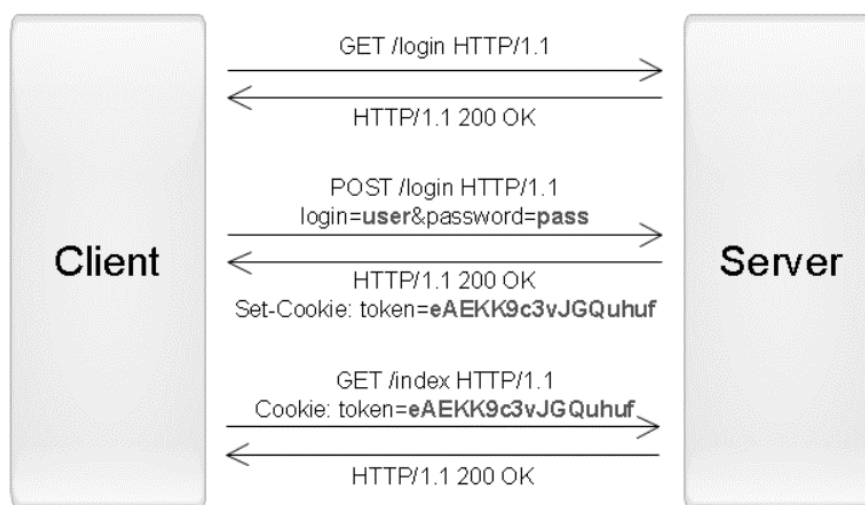 GET /login HTTP/1.1
HTTP/1.1 200 OK
POST /login HTTP/1.1
login=user&password=pass
Client
Server
HTTP/1.1 200 OK
Set-Cookie: token=eAEKK9c3vJGQuhuf
GET /index HTTP/1.1
Cookie: token=eAEKK9c3vJGQuhuf
HTTP/1.1 200 OK